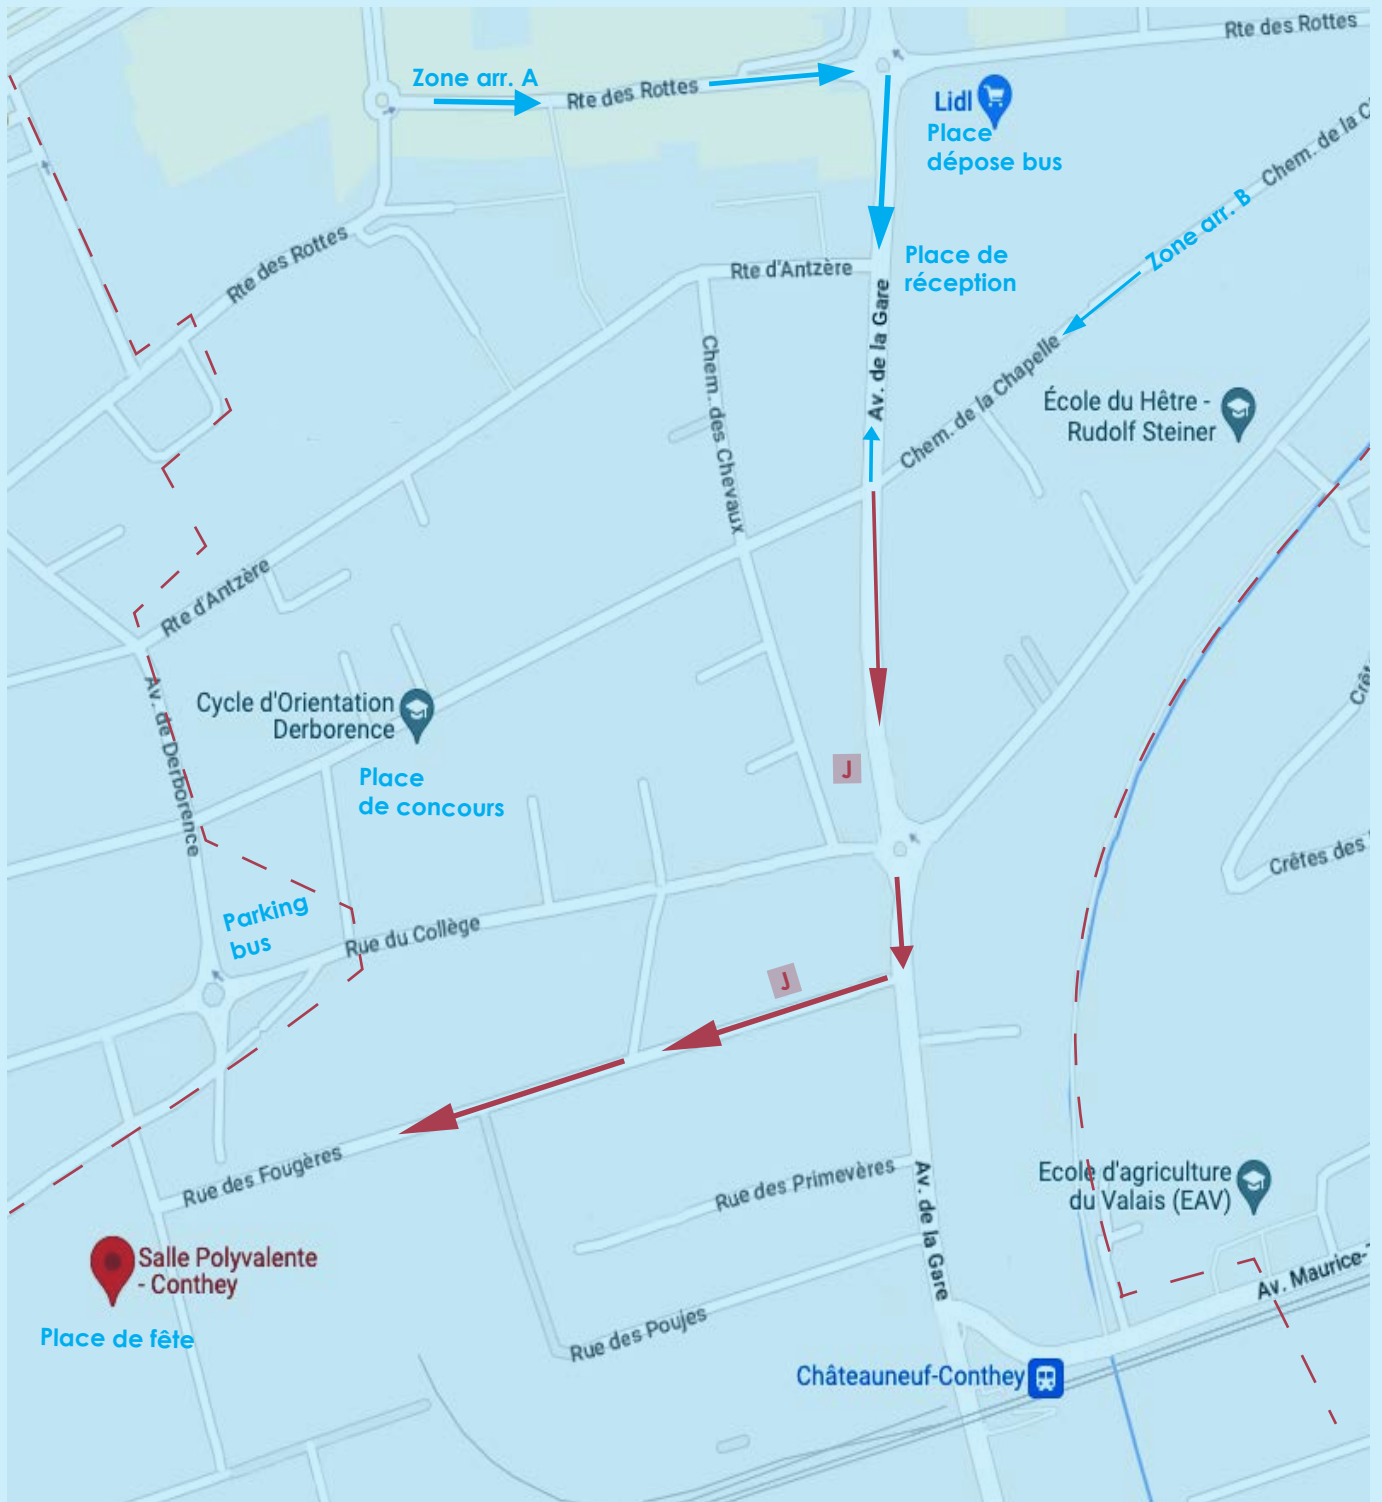 Rte des Rottes
Zone arr. A
Rte des Rottes
Lidl
Place
dépose bus
Chem. de la C
Zone arr. B
Rte des Rottes
Rte d'Antzère
Place de
réception
Av. de la Gare
Chem. des Chevaux
Chem. de la Chapelle
École du Hêtre -
Rudolf Steiner
Rte d'Antzère
Av. de Derborence
Cycle d'Orientation
Derborence
Place
de concours
J
Crêt
Crêtes des
Parking
bus
Rue du Collège
J
Rue des Fougères
Rue des Primevères
Av. de la Gare
Ecole d'agriculture
du Valais (EAV)
Salle Polyvalente
- Conthey
Place de fête
Av. Maurice-T
Rue des Poujes
Châteauneuf-Conthey